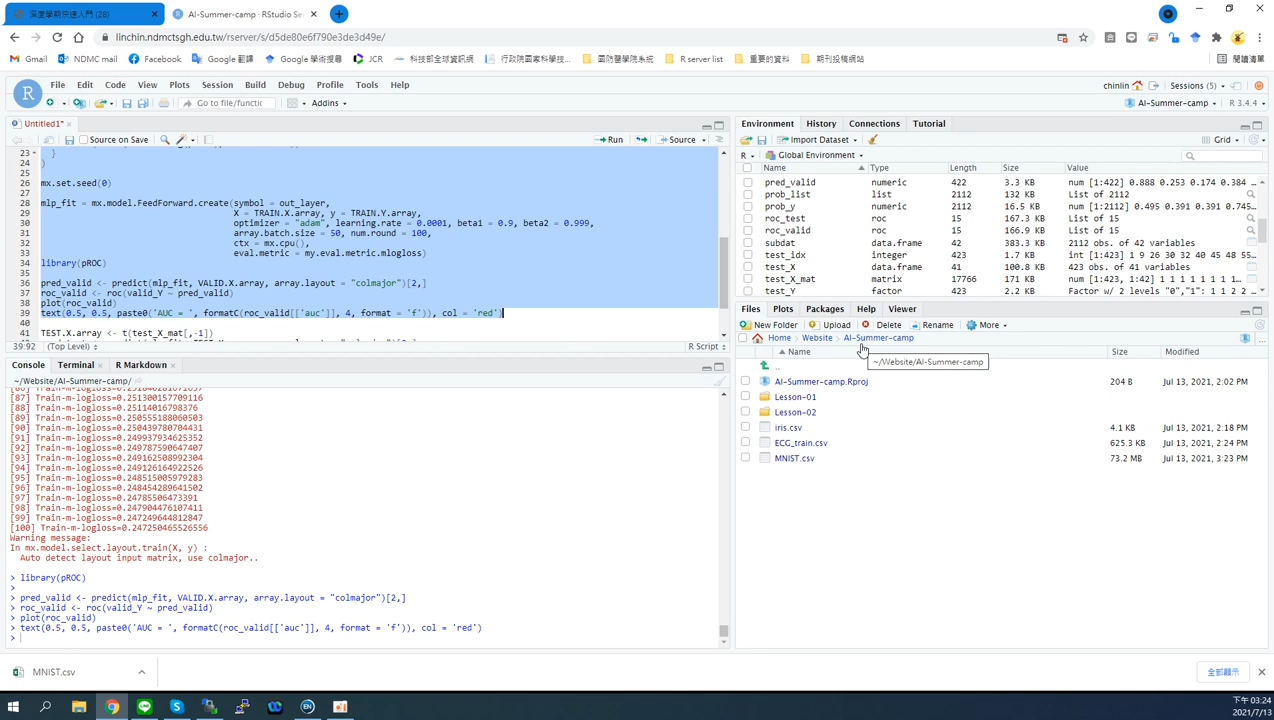 深度學期快速入門 (28)
AI-Summer-camp - RStudio Se
linchin.ndmctsgh.edu.tw/rserver/s/d5de80e6f790c3de3d49e/
Gmail NDMC mail Facebook Google 翻譯 Google 學術搜尋 JCR 科技部全球資訊網 行政院國家科學技... 國防醫學院系統 R server list 重要的資料 期刊投稿網站 閱讀清單
File Edit Code View Plots Session Build Debug Profile Tools Help
chinlin Sessions (5)
Go to file/functic Addins
AI-Summer-camp R 3.4.4
Untitled1*
Source on Save Run Source
23 }
24 )
25
26 mx.set.seed(0)
27
28 mlp_fit = mx.model.FeedForward.create(symbol = out_layer,
29 X = TRAIN.X.array, y = TRAIN.Y.array,
30 optimizer = "adam", learning.rate = 0.0001, beta1 = 0.9, beta2 = 0.999,
31 array.batch.size = 50, num.round = 100,
32 ctx = mx.cpu(),
33 eval.metric = my.eval.metric.mlogloss)
34 library(pROC)
35
36 pred_valid <- predict(mlp_fit, VALID.X.array, array.layout = "colmajor")[2,]
37 roc_valid <- roc(valid_Y ~ pred_valid)
38 plot(roc_valid)
39 text(0.5, 0.5, paste0('AUC = ', formatC(roc_valid[['auc']], 4, format = 'f')), col = 'red')
40
41 TEST.X.array <- t(test_X_mat[,-1])
39:92 (Top Level) R Script
Console Terminal R Markdown
~/Website/AI-Summer-camp/
[87] Train-m-logloss=0.251300157709116
[88] Train-m-logloss=0.25114016798376
[89] Train-m-logloss=0.250555188060503
[90] Train-m-logloss=0.250439780704431
[91] Train-m-logloss=0.249937934625352
[92] Train-m-logloss=0.249787590647407
[93] Train-m-logloss=0.249162508992304
[94] Train-m-logloss=0.249126164922526
[95] Train-m-logloss=0.248515005979283
[96] Train-m-logloss=0.248454289641502
[97] Train-m-logloss=0.24785506473391
[98] Train-m-logloss=0.247904476107411
[99] Train-m-logloss=0.247249644812847
[100] Train-m-logloss=0.247250465526556
Warning message:
In mx.model.select.layout.train(X, y) :
Auto detect layout input matrix, use colmajor..
> library(pROC)
>
> pred_valid <- predict(mlp_fit, VALID.X.array, array.layout = "colmajor")[2,]
> roc_valid <- roc(valid_Y ~ pred_valid)
> plot(roc_valid)
> text(0.5, 0.5, paste0('AUC = ', formatC(roc_valid[['auc']], 4, format = 'f')), col = 'red')
>
Environment History Connections Tutorial
Import Dataset Grid
R Global Environment
Name Type Length Size Value
pred_valid numeric 422 3.3 KB num [1:422] 0.888 0.253 0.174 0.384 …
prob_list list 2112 132 KB List of 2112
prob_y numeric 2112 16.5 KB num [1:2112] 0.495 0.391 0.391 0.745…
roc_test roc 15 167.3 KB List of 15
roc_valid roc 15 166.9 KB List of 15
subdat data.frame 42 383.3 KB 2112 obs. of 42 variables
test_idx integer 423 1.7 KB int [1:423] 1 9 26 30 32 40 45 48 55…
test_X data.frame 41 100.8 KB 423 obs. of 41 variables
test_X_mat matrix 17766 171 KB num [1:423, 1:42] 1 1 1 1 1 1 1 1 1 …
test_Y factor 423 2.2 KB Factor w/ 2 levels "0","1": 1 1 1 1 …
Files Plots Packages Help Viewer
New Folder Upload Delete Rename More
Home Website AI-Summer-camp
Name Size Modified
~/Website/AI-Summer-camp
..
AI-Summer-camp.Rproj 204 B Jul 13, 2021, 2:02 PM
Lesson-01
Lesson-02
iris.csv 4.1 KB Jul 13, 2021, 2:18 PM
ECG_train.csv 625.3 KB Jul 13, 2021, 2:24 PM
MNIST.csv 73.2 MB Jul 13, 2021, 3:23 PM
MNIST.csv 全部顯示
EN
下午 03:24
2021/7/13